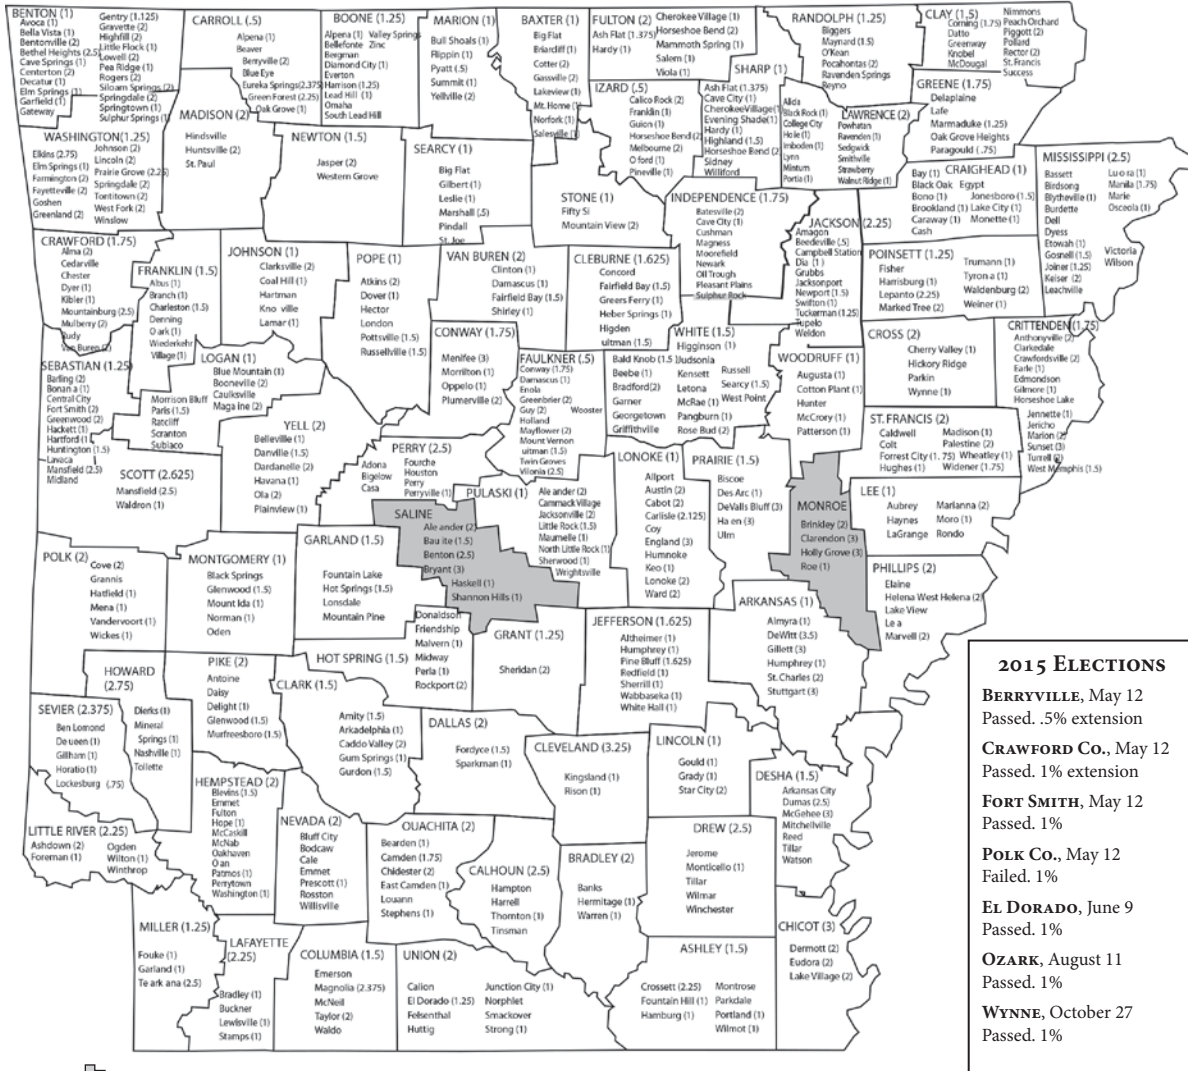 BENTON (1)
Avoca (1)
Bella Vista (1)
Bentonville (2)
Bethel Heights (2.5)
Cave Springs (1)
Centerton (2)
Decatur (1)
Elm Springs (1)
Garfield (1)
Gateway
Gentry (1.125)
Gravette (2)
Highfill (2)
Little Flock (1)
Lowell (2)
Pea Ridge (1)
Rogers (2)
Siloam Springs (2)
Springdale (2)
Springtown (1)
Sulphur Springs (1)
CARROLL (.5)
Alpena (1)
Beaver
Berryville (2)
Blue Eye
Eureka Springs(2.375)
Green Forest (2.25)
Oak Grove (1)
BOONE (1.25)
Alpena (1) Valley Springs
Bellefonte Zinc
Bergman
Diamond City (1)
Everton
Harrison (1.25)
Lead Hill (1)
Omaha
South Lead Hill
MARION (1)
Bull Shoals (1)
Flippin (1)
Pyatt (.5)
Summit (1)
Yellville (2)
BAXTER (1)
Big Flat
Briarcliff (1)
Cotter (2)
Gassville (2)
Lakeview (1)
Mt. Home (1)
Norfork (1)
Salesville (1)
FULTON (2)
Ash Flat (1.375)
Hardy (1)
Cherokee Village (1)
Horseshoe Bend (2)
Mammoth Spring (1)
Salem (1)
Viola (1)
RANDOLPH (1.25)
Biggers
Maynard (1.5)
O'Kean
Pocahontas (2)
Ravenden Springs
Reyno
CLAY (1.5)
Corning (1.75)
Datto
Greenway
Knobel
McDougal
Nimmons
Peach Orchard
Piggott (2)
Pollard
Rector (2)
St. Francis
Success
SHARP (1)
Ash Flat (1.375)
Cave City (1)
CherokeeVillage(1)
Evening Shade(1)
Hardy (1)
Highland (1.5)
Horseshoe Bend (2)
Sidney
Williford
IZARD (.5)
Calico Rock (2)
Franklin (1)
Guion (1)
Horseshoe Bend(2)
Melbourne (2)
O ford (1)
Pineville (1)
LAWRENCE (2)
Alida
Black Rock (1)
College City
Ho ie (1)
Imboden (1)
Lynn
Minturn
Portia (1)
Powhatan
Ravenden (1)
Sedgwick
Smithville
Strawberry
Walnut Ridge (1)
GREENE (1.75)
Delaplaine
Lafe
Marmaduke (1.25)
Oak Grove Heights
Paragould (.75)
WASHINGTON(1.25)
Elkins (2.75)
Elm Springs (1)
Farmington (2)
Fayetteville (2)
Goshen
Greenland (2)
Johnson (2)
Lincoln (2)
Prairie Grove (2.25)
Springdale (2)
Tontitown (2)
West Fork (2)
Winslow
MADISON (2)
Hindsville
Huntsville (2)
St. Paul
NEWTON (1.5)
Jasper (2)
Western Grove
SEARCY (1)
Big Flat
Gilbert (1)
Leslie (1)
Marshall (.5)
Pindall
St. Joe
STONE (1)
Fifty Si
Mountain View (2)
INDEPENDENCE (1.75)
Batesville (2)
Cave City (1)
Cushman
Magness
Moorefield
Newark
Oil Trough
Pleasant Plains
Sulphur Rock
JACKSON (2.25)
Amagon
Beedeville (.5)
Campbell Station
Dia (1)
Grubbs
Jacksonport
Newport (1.5)
Swifton (1)
Tuckerman (1.25)
Tupelo
Weldon
CRAIGHEAD (1)
Bay (1)
Black Oak Egypt
Bono (1) Jonesboro(1.5)
Brookland (1) Lake City (1)
Caraway (1) Monette (1)
Cash
MISSISSIPPI (2.5)
Bassett
Birdsong
Blytheville (1)
Burdette
Dell
Dyess
Etowah (1)
Gosnell (1.5)
Joiner (1.25)
Keiser (2)
Leachville
Lu o ra (1)
Manila (1.75)
Marie
Osceola (1)
Victoria
Wilson
CRAWFORD (1.75)
Alma (2)
Cedarville
Chester
Dyer (1)
Kibler (1)
Mountainburg (2.5)
Mulberry (2)
Rudy
Van Buren (2)
FRANKLIN (1.5)
Altus (1)
Branch (1)
Charleston (1.5)
Denning
O ark (1)
Wiederkehr
Village (1)
JOHNSON (1)
Clarksville (2)
Coal Hill (1)
Hartman
Kno ville
Lamar (1)
POPE (1)
Atkins (2)
Dover (1)
Hector
London
Pottsville (1.5)
Russellville (1.5)
VAN BUREN (2)
Clinton (1)
Damascus (1)
Fairfield Bay (1.5)
Shirley (1)
CLEBURNE (1.625)
Concord
Fairfield Bay (1.5)
Greers Ferry (1)
Heber Springs (1)
Higden
uitman (1.5)
POINSETT (1.25)
Fisher
Harrisburg (1)
Lepanto (2.25)
Marked Tree (2)
Trumann (1)
Tyron a (1)
Waldenburg (2)
Weiner (1)
SEBASTIAN (1.25)
Barling (2)
Bonan a (1)
Central City
Fort Smith (2)
Greenwood (2)
Hackett (1)
Hartford (1)
Huntington (1.5)
Lavaca
Mansfield (2.5)
Midland
LOGAN (1)
Blue Mountain (1)
Booneville (2)
Caulksville
Maga ine (2)
Morrison Bluff
Paris (1.5)
Ratcliff
Scranton
Subiaco
CONWAY (1.75)
Menifee (3)
Morrilton (1)
Oppelo (1)
Plumerville (2)
FAULKNER (.5)
Conway (1.75)
Damascus (1)
Enola
Greenbrier (2)
Guy (2) Wooster
Holland
Mayflower (2)
Mount Vernon
uitman (1.5)
Twin Groves
Vilonia (2.5)
WHITE (1.5)
Higginson (1)
Bald Knob (1.5) Judsonia
Beebe (1)
Bradford(2)
Garner
Georgetown
Griffithville
Kensett
Letona
McRae (1)
Pangburn (1)
Rose Bud (2)
Russell
Searcy (1.5)
West Point
WOODRUFF (1)
Augusta (1)
Cotton Plant (1)
Hunter
McCrory (1)
Patterson (1)
CROSS (2)
Cherry Valley (1)
Hickory Ridge
Parkin
Wynne (1)
CRITTENDEN (1.75)
Anthonyville (2)
Clarkedale
Crawfordsville (2)
Earle (1)
Edmondson
Gilmore (1)
Horseshoe Lake
Jennette (1)
Jericho
Marion (2)
Sunset (3)
Turrell (2)
West Memphis (1.5)
ST. FRANCIS (2)
Caldwell
Colt
Forrest City (1.75)
Hughes (1)
Madison (1)
Palestine (2)
Wheatley (1)
Widener (1.75)
SCOTT (2.625)
Mansfield (2.5)
Waldron (1)
YELL (2)
Belleville (1)
Danville (1.5)
Dardanelle (2)
Havana (1)
Ola (2)
Plainview (1)
PERRY (2.5)
Adona
Bigelow
Casa
Fourche
Houston
Perry
Perryville (1)
PULASKI (1)
Ale ander (2)
Cammack Village
Jacksonville (2)
Little Rock (1.5)
Maumelle (1)
North Little Rock (1)
Sherwood (1)
Wrightsville
LONOKE (1)
Allport
Austin (2)
Cabot (2)
Carlisle (2.125)
Coy
England (3)
Humnoke
Keo (1)
Lonoke (2)
Ward (2)
PRAIRIE (1.5)
Biscoe
Des Arc (1)
DeValls Bluff (3)
Ha en (3)
Ulm
MONROE
Brinkley (2)
Clarendon (3)
Holly Grove (3)
Roe (1)
LEE (1)
Aubrey
Haynes
LaGrange
Marianna (2)
Moro (1)
Rondo
SALINE
Ale ander (2)
Bau ite (1.5)
Benton (2.5)
Bryant (3)
Haskell (1)
Shannon Hills (1)
GARLAND (1.5)
Fountain Lake
Hot Springs (1.5)
Lonsdale
Mountain Pine
POLK (2)
Cove (2)
Grannis
Hatfield (1)
Mena (1)
Vandervoort (1)
Wickes (1)
MONTGOMERY (1)
Black Springs
Glenwood (1.5)
Mount Ida (1)
Norman (1)
Oden
PHILLIPS (2)
Elaine
Helena West Helena (2)
Lake View
Le a
Marvell (2)
ARKANSAS (1)
Almyra (1)
DeWitt (3.5)
Gillett (3)
Humphrey (1)
St. Charles (2)
Stuttgart (3)
JEFFERSON (1.625)
Altheimer (1)
Humphrey (1)
Pine Bluff (1.625)
Redfield (1)
Sherrill (1)
Wabbaseka (1)
White Hall (1)
GRANT (1.25)
Sheridan (2)
HOT SPRING (1.5)
Donaldson
Friendship
Malvern (1)
Midway
Perla (1)
Rockport (2)
HOWARD
(2.75)
Dierks (1)
Mineral
Springs (1)
Nashville (1)
Tollette
PIKE (2)
Antoine
Daisy
Delight (1)
Glenwood (1.5)
Murfreesboro (1.5)
CLARK (1.5)
Amity (1.5)
Arkadelphia (1)
Caddo Valley (2)
Gum Springs (1)
Gurdon (1.5)
SEVIER (2.375)
Ben Lomond
De ueen (1)
Gillham (1)
Horatio (1)
Lockesburg (.75)
DALLAS (2)
Fordyce (1.5)
Sparkman (1)
CLEVELAND (3.25)
Kingsland (1)
Rison (1)
LINCOLN (1)
Gould (1)
Grady (1)
Star City (2)
DESHA (1.5)
Arkansas City
Dumas (2.5)
McGehee (3)
Mitchellville
Reed
Tillar
Watson
LITTLE RIVER (2.25)
Ashdown (2)
Foreman (1)
Ogden
Wilton (1)
Winthrop
HEMPSTEAD (2)
Blevins (1.5)
Emmet
Fulton
Hope (1)
McCaskill
McNab
Oakhaven
O an
Patmos (1)
Perrytown
Washington (1)
NEVADA (2)
Bluff City
Bodcaw
Cale
Emmet
Prescott (1)
Rosston
Willisville
OUACHITA (2)
Bearden (1)
Camden (1.75)
Chidester (2)
East Camden (1)
Louann
Stephens (1)
CALHOUN (2.5)
Hampton
Harrell
Thornton (1)
Tinsman
BRADLEY (2)
Banks
Hermitage (1)
Warren (1)
DREW (2.5)
Jerome
Monticello (1)
Tillar
Wilmar
Winchester
MILLER (1.25)
Fouke (1)
Garland (1)
Te ark ana (2.5)
LAFAYETTE
(2.25)
Bradley (1)
Buckner
Lewisville (1)
Stamps (1)
COLUMBIA (1.5)
Emerson
Magnolia (2.375)
McNeil
Taylor (2)
Waldo
UNION (2)
Calion
El Dorado (1.25)
Felsenthal
Huttig
Junction City (1)
Norphlet
Smackover
Strong (1)
ASHLEY (1.5)
Crossett (2.25)
Fountain Hill (1)
Hamburg (1)
Montrose
Parkdale
Portland (1)
Wilmot (1)
CHICOT (3)
Dermott (2)
Eudora (2)
Lake Village (2)
2015 ELECTIONS
BERRYVILLE, May 12
Passed. .5% extension
CRAWFORD CO., May 12
Passed. 1% extension
FORT SMITH, May 12
Passed. 1%
POLK CO., May 12
Failed. 1%
EL DORADO, June 9
Passed. 1%
OZARK, August 11
Passed. 1%
WYNNE, October 27
Passed. 1%